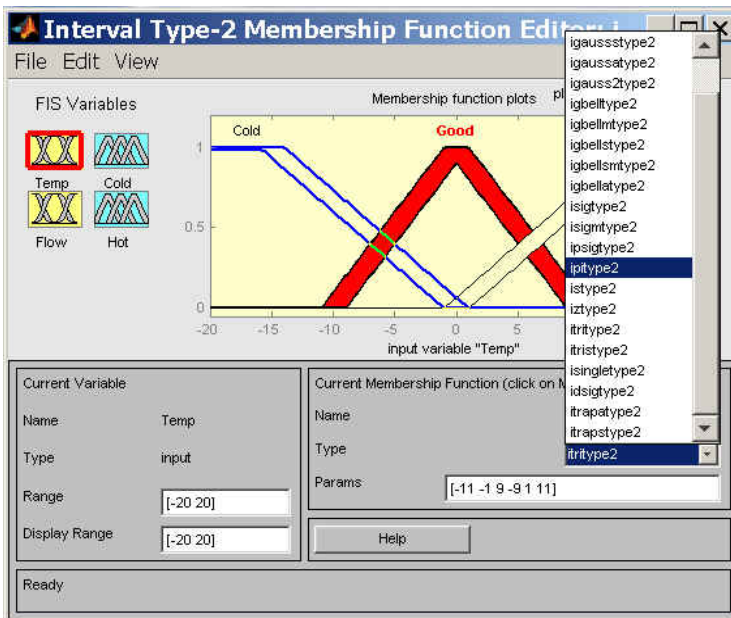 Interval Type-2 Membership Function Editor: i
File Edit View
FIS Variables
Temp
Cold
Flow
Hot
Membership function plots
pl
Cold
Good
1
0.5
0
-20
-15
-10
-5
0
5
input variable "Temp"
igaussstype2
igaussatype2
igauss2type2
igbelltype2
igbellmtype2
igbellstype2
igbellsmtype2
igbellatype2
isigtype2
isigmtype2
ipsigtype2
ipitype2
istype2
iztype2
itritype2
itristype2
isingletype2
idsigtype2
itrapatype2
itrapstype2
itritype2
Current Variable
Name Temp
Type input
Range [-20 20]
Display Range [-20 20]
Current Membership Function (click on M
Name
Type
Params [-11 -1 9 -9 1 11]
Help
Ready